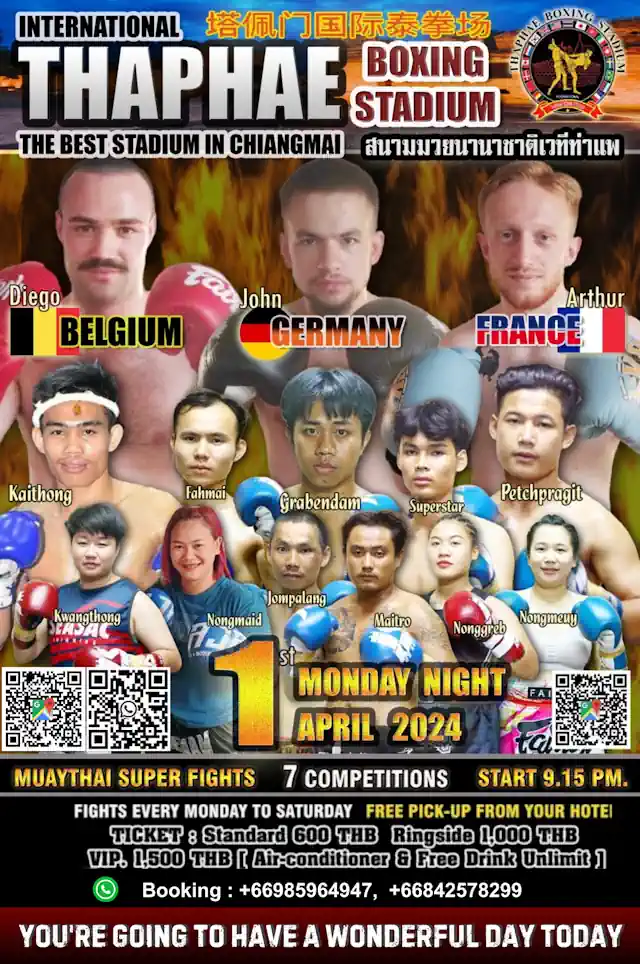 INTERNATIONAL
塔佩门国际泰拳场
THAPHAE
BOXING
STADIUM
THAPHAE BOXING STADIUM
THE BEST STADIUM IN CHIANGMAI
สนามมวยนานาชาติเวทีท่าแพ
Diego
BELGIUM
John
GERMANY
Arthur
FRANCE
Kaithong
Fahmai
Grabendam
Superstar
Petchpragit
Kwangthong
Nongmaid
Jompalang
Maitro
Nonggreb
Nongmeuy
1st
MONDAY NIGHT
APRIL 2024
MUAYTHAI SUPER FIGHTS
7 COMPETITIONS
START 9.15 PM.
FIGHTS EVERY MONDAY TO SATURDAY FREE PICK-UP FROM YOUR HOTE
TICKET : Standard 600 THB Ringside 1,000 THB
VIP. 1,500 THB [ Air-conditioner & Free Drink Unlimit ]
Booking : +66985964947, +66842578299
YOU'RE GOING TO HAVE A WONDERFUL DAY TODAY